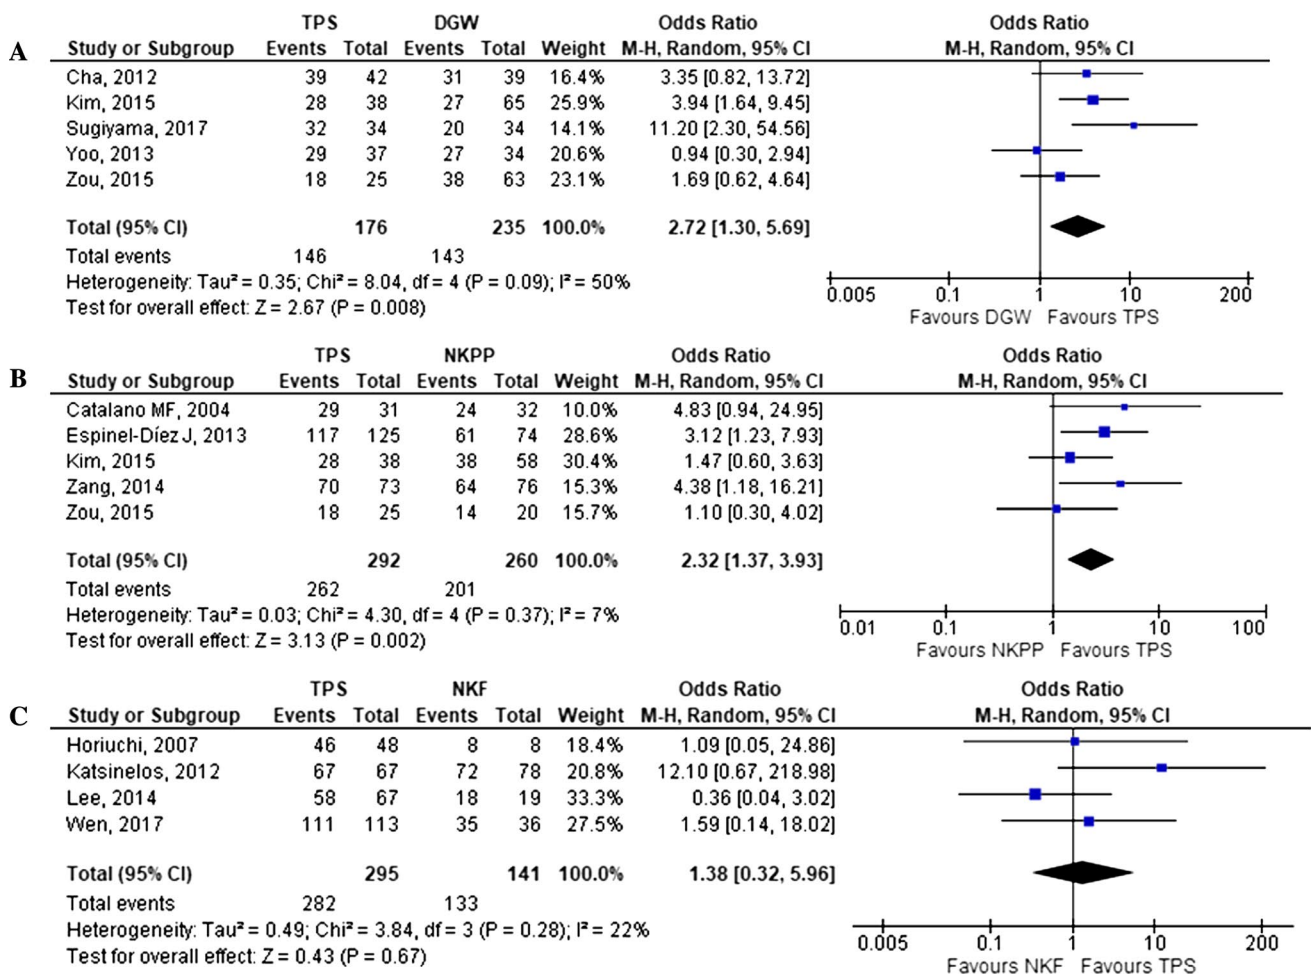 A
TPS DGW Odds Ratio Odds Ratio
Study or Subgroup Events Total Events Total Weight M-H, Random, 95% CI M-H, Random, 95% CI
Cha, 2012 39 42 31 39 16.4% 3.35 [0.82, 13.72]
Kim, 2015 28 38 27 65 25.9% 3.94 [1.64, 9.45]
Sugiyama, 2017 32 34 20 34 14.1% 11.20 [2.30, 54.56]
Yoo, 2013 29 37 27 34 20.6% 0.94 [0.30, 2.94]
Zou, 2015 18 25 38 63 23.1% 1.69 [0.62, 4.64]
Total (95% CI) 176 235 100.0% 2.72 [1.30, 5.69]
Total events 146 143
Heterogeneity: Tau² = 0.35; Chi² = 8.04, df = 4 (P = 0.09); I² = 50%
Test for overall effect: Z = 2.67 (P = 0.008)
0.005 0.1 1 10 200
Favours DGW Favours TPS
B
TPS NKPP Odds Ratio Odds Ratio
Study or Subgroup Events Total Events Total Weight M-H, Random, 95% CI M-H, Random, 95% CI
Catalano MF, 2004 29 31 24 32 10.0% 4.83 [0.94, 24.95]
Espinel-Díez J, 2013 117 125 61 74 28.6% 3.12 [1.23, 7.93]
Kim, 2015 28 38 38 58 30.4% 1.47 [0.60, 3.63]
Zang, 2014 70 73 64 76 15.3% 4.38 [1.18, 16.21]
Zou, 2015 18 25 14 20 15.7% 1.10 [0.30, 4.02]
Total (95% CI) 292 260 100.0% 2.32 [1.37, 3.93]
Total events 262 201
Heterogeneity: Tau² = 0.03; Chi² = 4.30, df = 4 (P = 0.37); I² = 7%
Test for overall effect: Z = 3.13 (P = 0.002)
0.01 0.1 1 10 100
Favours NKPP Favours TPS
C
TPS NKF Odds Ratio Odds Ratio
Study or Subgroup Events Total Events Total Weight M-H, Random, 95% CI M-H, Random, 95% CI
Horiuchi, 2007 46 48 8 8 18.4% 1.09 [0.05, 24.86]
Katsinelos, 2012 67 67 72 78 20.8% 12.10 [0.67, 218.98]
Lee, 2014 58 67 18 19 33.3% 0.36 [0.04, 3.02]
Wen, 2017 111 113 35 36 27.5% 1.59 [0.14, 18.02]
Total (95% CI) 295 141 100.0% 1.38 [0.32, 5.96]
Total events 282 133
Heterogeneity: Tau² = 0.49; Chi² = 3.84, df = 3 (P = 0.28); I² = 22%
Test for overall effect: Z = 0.43 (P = 0.67)
0.005 0.1 1 10 200
Favours NKF Favours TPS